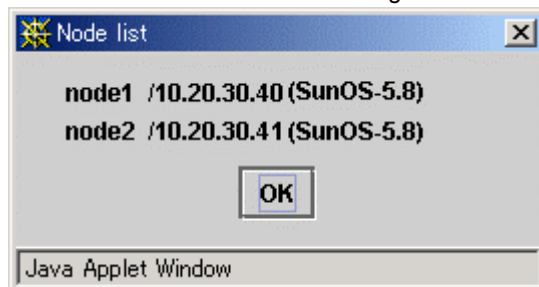 Node list
node1 /10.20.30.40 (SunOS-5.8)
node2 /10.20.30.41 (SunOS-5.8)
OK
Java Applet Window